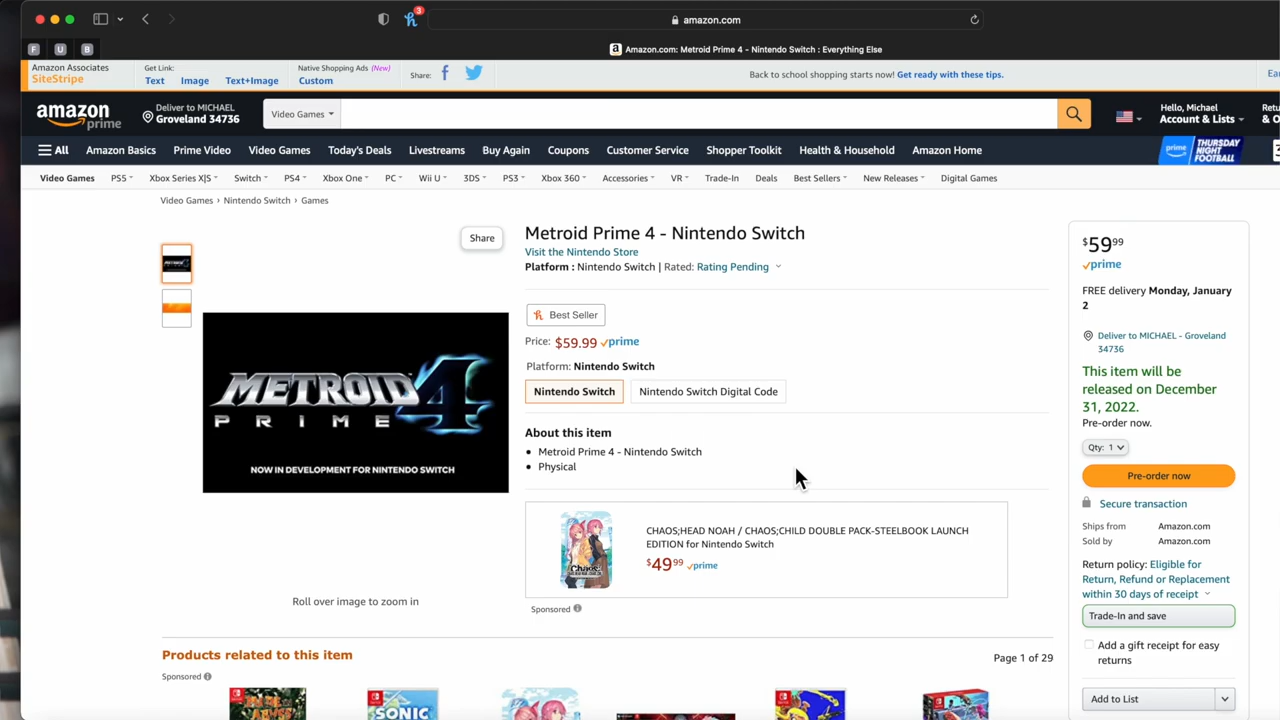 3
amazon.com
F U B
Amazon.com: Metroid Prime 4 - Nintendo Switch : Everything Else
Amazon Associates
SiteStripe
Get Link:
Text Image Text+Image
Native Shopping Ads (New)
Custom
Share:
Back to school shopping starts now! Get ready with these tips.
amazon
prime
Deliver to MICHAEL
Groveland 34736
Video Games
Hello, Michael
Account & Lists
All Amazon Basics Prime Video Video Games Today's Deals Livestreams Buy Again Coupons Customer Service Shopper Toolkit Health & Household Amazon Home
prime THURSDAY NIGHT FOOTBALL
Video Games PS5 Xbox Series X|S Switch PS4 Xbox One PC Wii U 3DS PS3 Xbox 360 Accessories VR Trade-In Deals Best Sellers New Releases Digital Games
Video Games › Nintendo Switch › Games
Share
METROID
PRIME 4
NOW IN DEVELOPMENT FOR NINTENDO SWITCH
Roll over image to zoom in
Metroid Prime 4 - Nintendo Switch
Visit the Nintendo Store
Platform : Nintendo Switch | Rated: Rating Pending
Best Seller
Price: $59.99 prime
Platform: Nintendo Switch
Nintendo Switch Nintendo Switch Digital Code
About this item
• Metroid Prime 4 - Nintendo Switch
• Physical
CHAOS;HEAD NOAH / CHAOS;CHILD DOUBLE PACK-STEELBOOK LAUNCH
EDITION for Nintendo Switch
$49.99 prime
Sponsored
$59.99
prime
FREE delivery Monday, January
2
Deliver to MICHAEL - Groveland
34736
This item will be
released on December
31, 2022.
Pre-order now.
Qty: 1
Pre-order now
Secure transaction
Ships from Amazon.com
Sold by Amazon.com
Return policy: Eligible for
Return, Refund or Replacement
within 30 days of receipt
Trade-In and save
Add a gift receipt for easy
returns
Add to List
Products related to this item
Page 1 of 29
Sponsored
SONIC